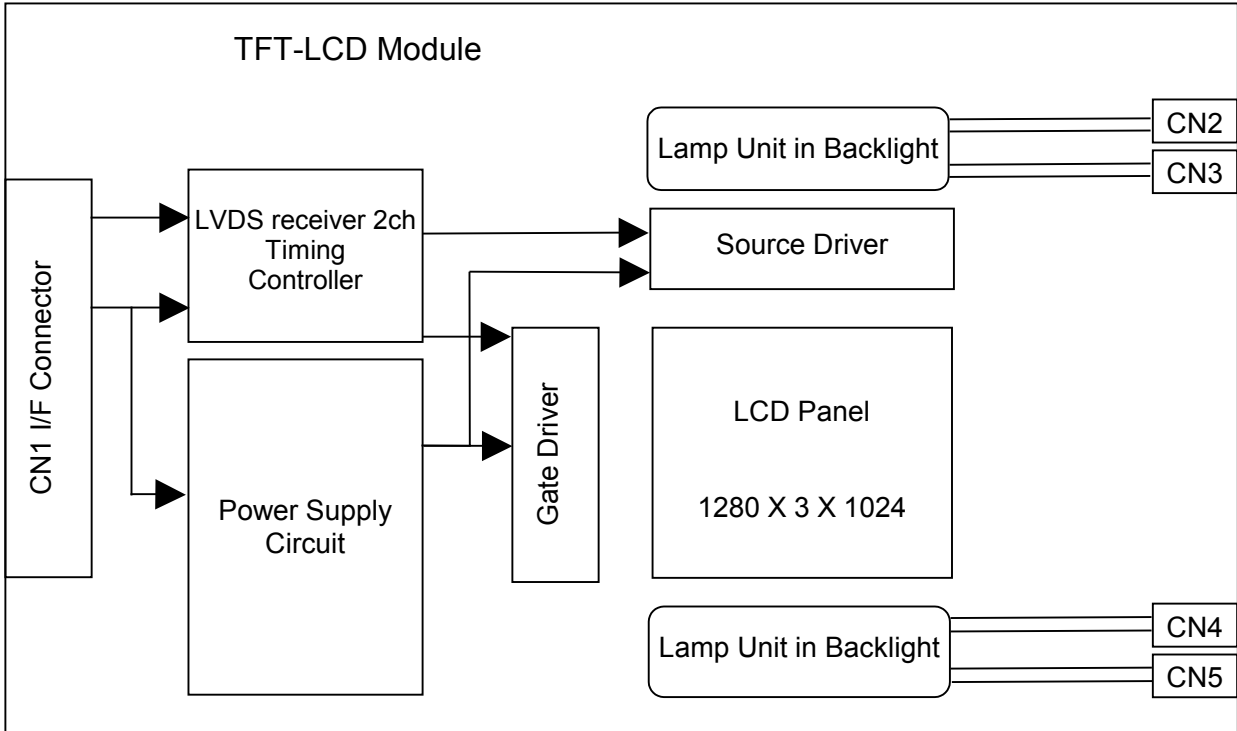 TFT-LCD Module
Lamp Unit in Backlight
CN2
CN3
CN1 I/F Connector
LVDS receiver 2ch
Timing
Controller
Source Driver
Power Supply
Circuit
Gate Driver
LCD Panel
1280 X 3 X 1024
Lamp Unit in Backlight
CN4
CN5